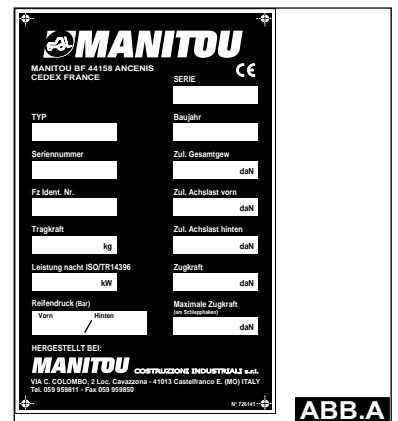 MANITOU
MANITOU BF 44158 ANCENIS
CEDEX FRANCE
CE
SERIE
TYP
Baujahr
Seriennummer
Zul. Gesamtgew
daN
Fz Ident. Nr.
Zul. Achslast vorn
daN
Tragkraft
kg
Zul. Achslast hinten
daN
Leistung nacht ISO/TR14396
kW
Zugkraft
daN
Reifendruck (Bar)
Vorn / Hinten
Maximale Zugkraft
(am Schlepphaken)
daN
HERGESTELLT BEI:
MANITOU COSTRUZIONI INDUSTRIALI s.r.l.
VIA C. COLOMBO, 2 Loc. Cavazzona - 41013 Castelfranco E. (MO) ITALY
Tel. 059 959811 - Fax 059 959850
N° 726141
ABB.A